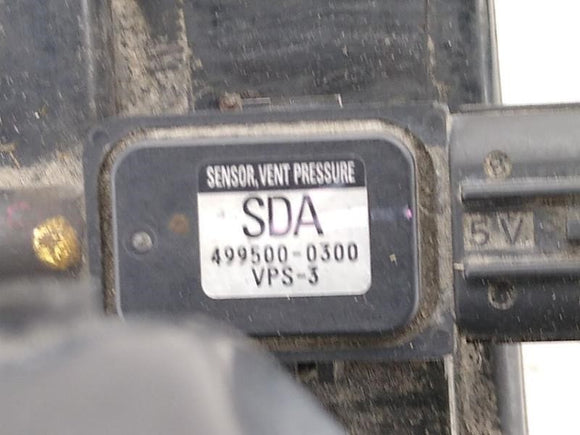 SENSOR, VENT PRESSURE
SDA
499500-0300
VPS-3
5V